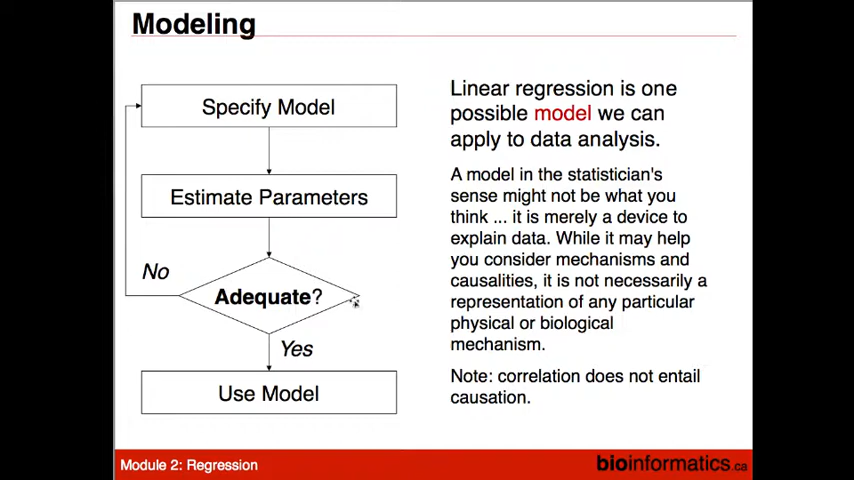 Modeling
Specify Model
Estimate Parameters
No
Adequate?
Yes
Use Model
Linear regression is one
possible model we can
apply to data analysis.
A model in the statistician's
sense might not be what you
think ... it is merely a device to
explain data. While it may help
you consider mechanisms and
causalities, it is not necessarily a
representation of any particular
physical or biological
mechanism.
Note: correlation does not entail
causation.
Module 2: Regression
bioinformatics.ca